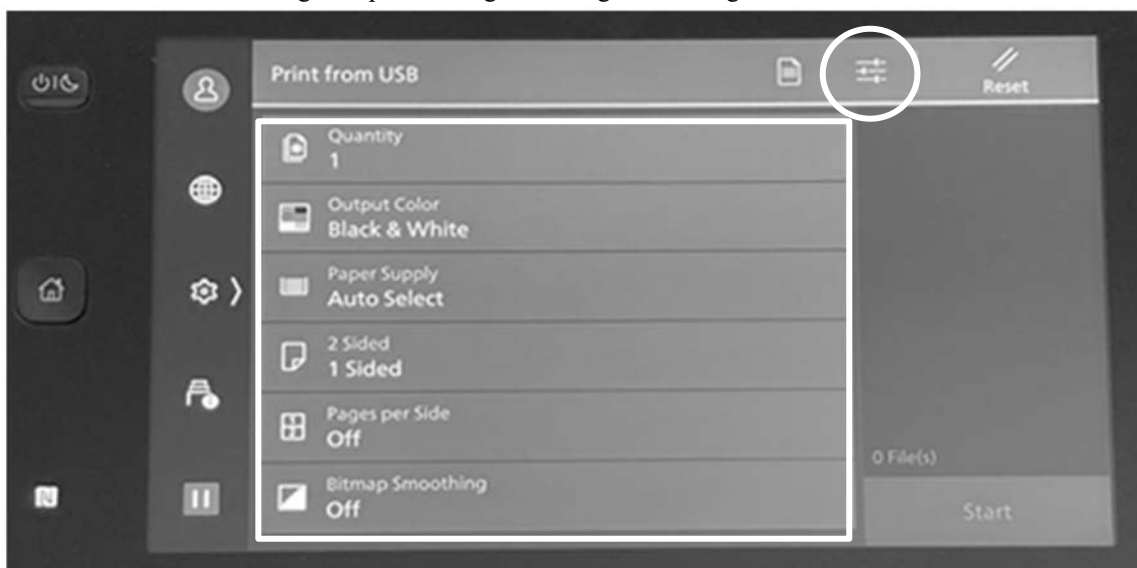 Print from USB
Reset
Quantity
1
Output Color
Black & White
Paper Supply
Auto Select
2 Sided
1 Sided
Pages per Side
Off
Bitmap Smoothing
Off
0 File(s)
Start
N